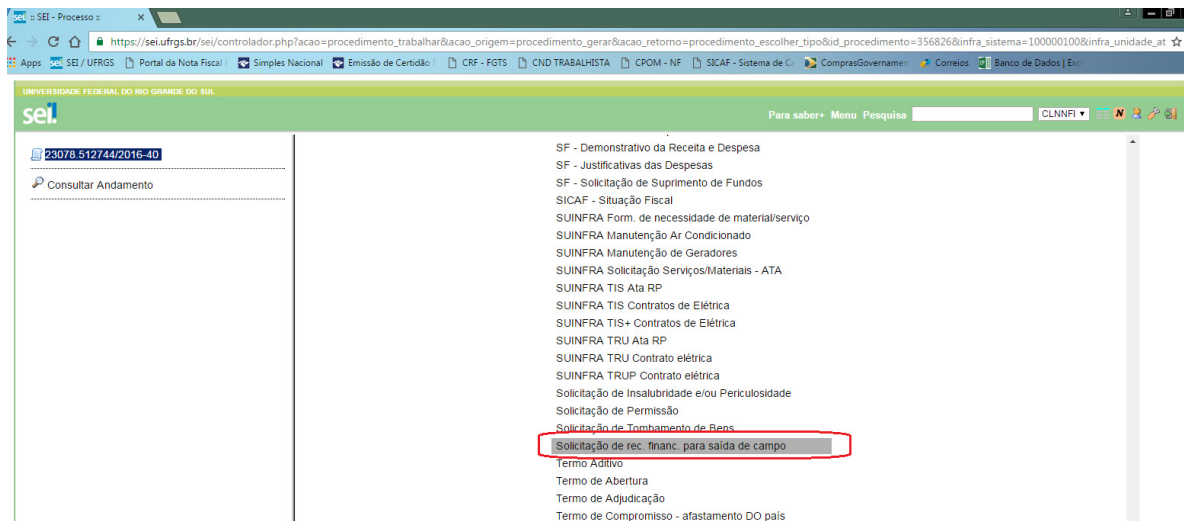 sei :: SEI - Processo ::
https://sei.ufrgs.br/sei/controlador.php?acao=procedimento_trabalhar&acao_origem=procedimento_gerar&acao_retorno=procedimento_escolher_tipo&id_procedimento=356826&infra_sistema=100000100&infra_unidade_at
Apps SEI / UFRGS Portal da Nota Fiscal Simples Nacional Emissão de Certidão CRF - FGTS CND TRABALHISTA CPOM - NF SICAF - Sistema de ComprasGovernamen Correios Banco de Dados |
UNIVERSIDADE FEDERAL DO RIO GRANDE DO SUL
sei! Para saber+ Menu Pesquisa CLNNFI
23078.512744/2016-40
Consultar Andamento
SF - Demonstrativo da Receita e Despesa
SF - Justificativas das Despesas
SF - Solicitação de Suprimento de Fundos
SICAF - Situação Fiscal
SUINFRA Form. de necessidade de material/serviço
SUINFRA Manutenção Ar Condicionado
SUINFRA Manutenção de Geradores
SUINFRA Solicitação Serviços/Materiais - ATA
SUINFRA TIS Ata RP
SUINFRA TIS Contratos de Elétrica
SUINFRA TIS+ Contratos de Elétrica
SUINFRA TRU Ata RP
SUINFRA TRU Contrato elétrica
SUINFRA TRUP Contrato elétrica
Solicitação de Insalubridade e/ou Periculosidade
Solicitação de Permissão
Solicitação de Tombamento de Bens
Solicitação de rec. financ. para saída de campo
Termo Aditivo
Termo de Abertura
Termo de Adjudicação
Termo de Compromisso - afastamento DO país